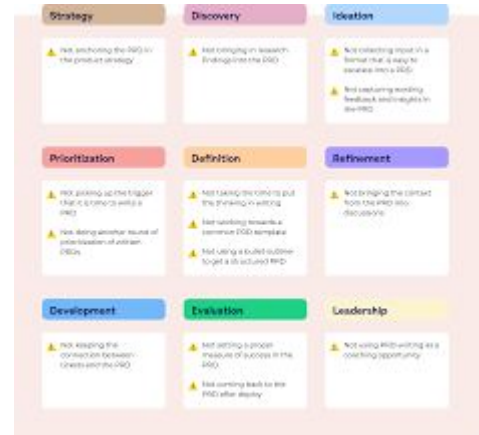 Strategy
Not anchoring the PRD in
the product strategy
Discovery
Not bringing in research
findings into the PRD
Ideation
Not collecting input in a
format that is easy to
into a PRD
Not capturing
feedback and insights in
the PRD
Prioritization
Not picking up the trigger
that it is time to write a
PRD
Not doing another round of
prioritization of written
PRDs
Definition
Not taking the time to put
the thinking in writing
Not working towards a
common PRD template
Not using a bullet outline
to get a structured PRD
Refinement
Not bringing the context
from the PRD into
discussions
Development
Not keeping the
connection between
tickets and the PRD
Evaluation
Not setting a proper
measure of success in the
PRD
Not coming back to the
PRD after deploy
Leadership
Not using PRD writing as a
coaching opportunity